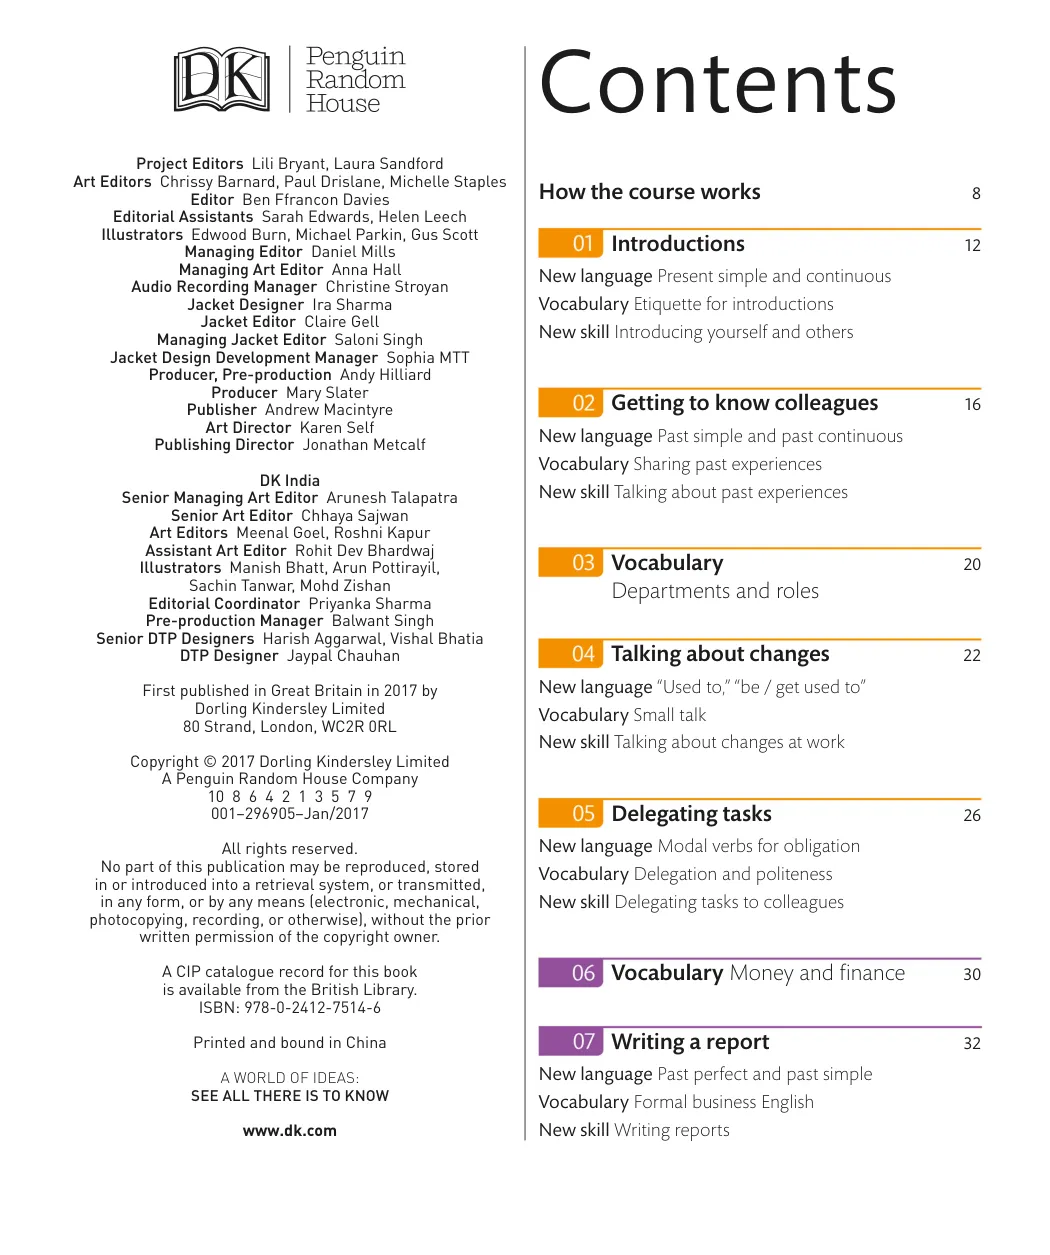 DK
Penguin
Random
House
Project Editors Lili Bryant, Laura Sandford
Art Editors Chrissy Barnard, Paul Drislane, Michelle Staples
Editor Ben Ffrancon Davies
Editorial Assistants Sarah Edwards, Helen Leech
Illustrators Edwood Burn, Michael Parkin, Gus Scott
Managing Editor Daniel Mills
Managing Art Editor Anna Hall
Audio Recording Manager Christine Stroyan
Jacket Designer Ira Sharma
Jacket Editor Claire Gell
Managing Jacket Editor Saloni Singh
Jacket Design Development Manager Sophia MTT
Producer, Pre-production Andy Hilliard
Producer Mary Slater
Publisher Andrew Macintyre
Art Director Karen Self
Publishing Director Jonathan Metcalf
DK India
Senior Managing Art Editor Arunesh Talapatra
Senior Art Editor Chhaya Sajwan
Art Editors Meenal Goel, Roshni Kapur
Assistant Art Editor Rohit Dev Bhardwaj
Illustrators Manish Bhatt, Arun Pottirayil,
Sachin Tanwar, Mohd Zishan
Editorial Coordinator Priyanka Sharma
Pre-production Manager Balwant Singh
Senior DTP Designers Harish Aggarwal, Vishal Bhatia
DTP Designer Jaypal Chauhan
First published in Great Britain in 2017 by
Dorling Kindersley Limited
80 Strand, London, WC2R 0RL
Copyright © 2017 Dorling Kindersley Limited
A Penguin Random House Company
10 8 6 4 2 1 3 5 7 9
001–296905–Jan/2017
All rights reserved.
No part of this publication may be reproduced, stored
in or introduced into a retrieval system, or transmitted,
in any form, or by any means (electronic, mechanical,
photocopying, recording, or otherwise), without the prior
written permission of the copyright owner.
A CIP catalogue record for this book
is available from the British Library.
ISBN: 978-0-2412-7514-6
Printed and bound in China
A WORLD OF IDEAS:
SEE ALL THERE IS TO KNOW
www.dk.com
Contents
How the course works 8
01 Introductions 12
New language Present simple and continuous
Vocabulary Etiquette for introductions
New skill Introducing yourself and others
02 Getting to know colleagues 16
New language Past simple and past continuous
Vocabulary Sharing past experiences
New skill Talking about past experiences
03 Vocabulary 20
Departments and roles
04 Talking about changes 22
New language “Used to,” “be / get used to”
Vocabulary Small talk
New skill Talking about changes at work
05 Delegating tasks 26
New language Modal verbs for obligation
Vocabulary Delegation and politeness
New skill Delegating tasks to colleagues
06 Vocabulary Money and finance 30
07 Writing a report 32
New language Past perfect and past simple
Vocabulary Formal business English
New skill Writing reports